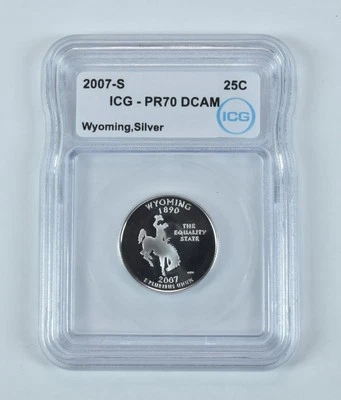 2007-S 25C
ICG - PR70 DCAM
Wyoming,Silver
ICG
WYOMING
1890
THE
EQUALITY
STATE
2007
E PLURIBUS UNUM